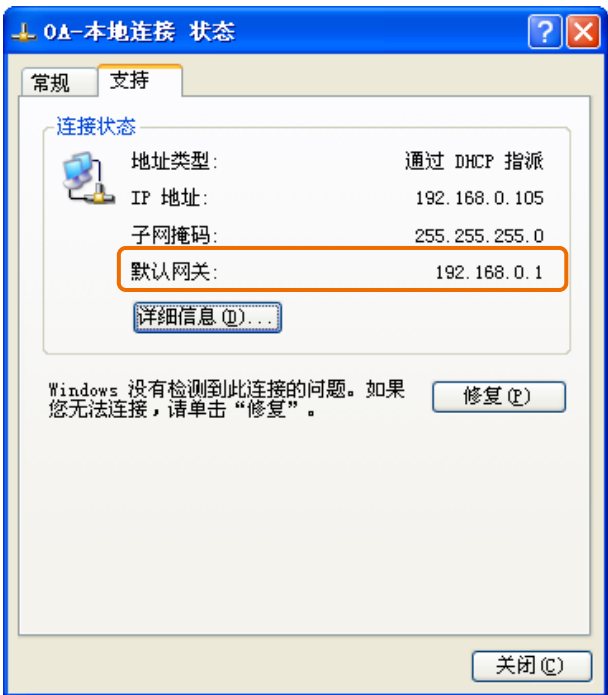 OA-本地连接 状态
常规
支持
连接状态
地址类型: 通过 DHCP 指派
IP 地址: 192.168.0.105
子网掩码: 255.255.255.0
默认网关: 192.168.0.1
详细信息(D)...
Windows 没有检测到此连接的问题。如果
您无法连接，请单击“修复”。
修复(P)
关闭(C)